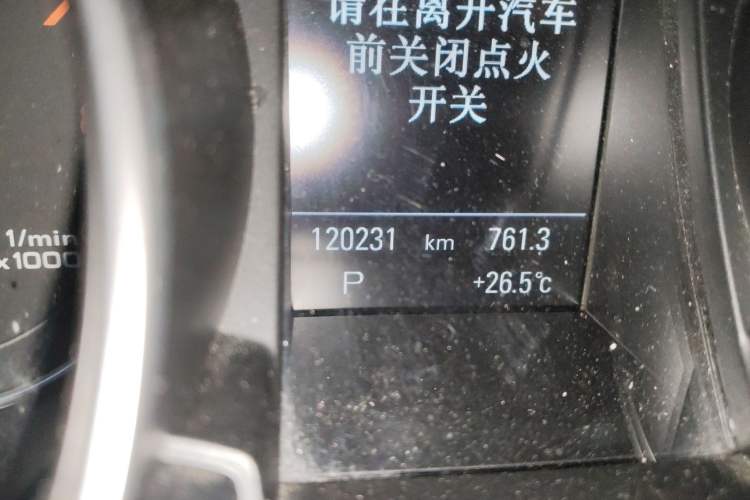 请在离开汽车
前关闭点火
开关
120231 km 761.3
P +26.5°C
1/min
x1000